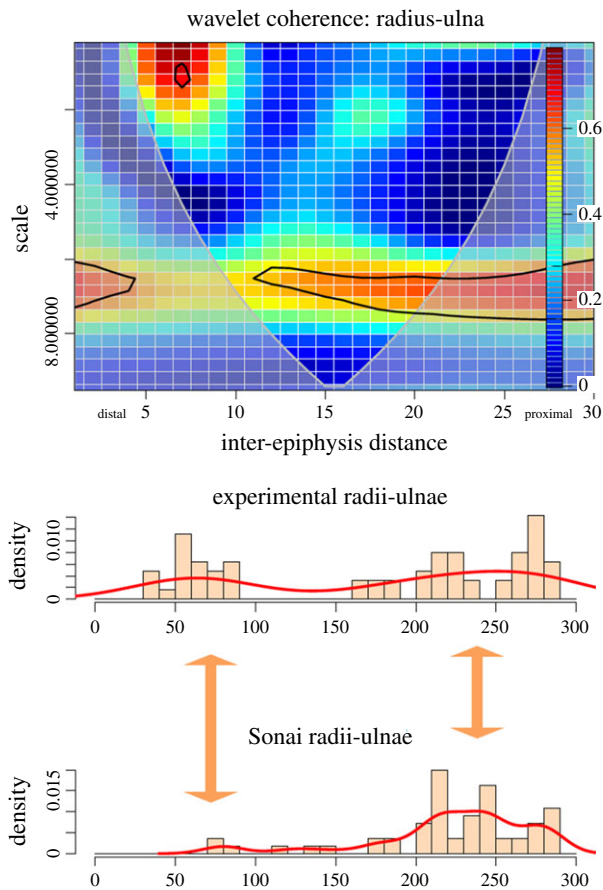 wavelet coherence: radius-ulna
scale
4.000000
8.000000
0.6
0.4
0.2
0
distal 5 10 15 20 25 proximal 30
inter-epiphysis distance
experimental radii-ulnae
density
0.010
0
0 50 100 150 200 250 300
Sonai radii-ulnae
density
0.015
0
0 50 100 150 200 250 300